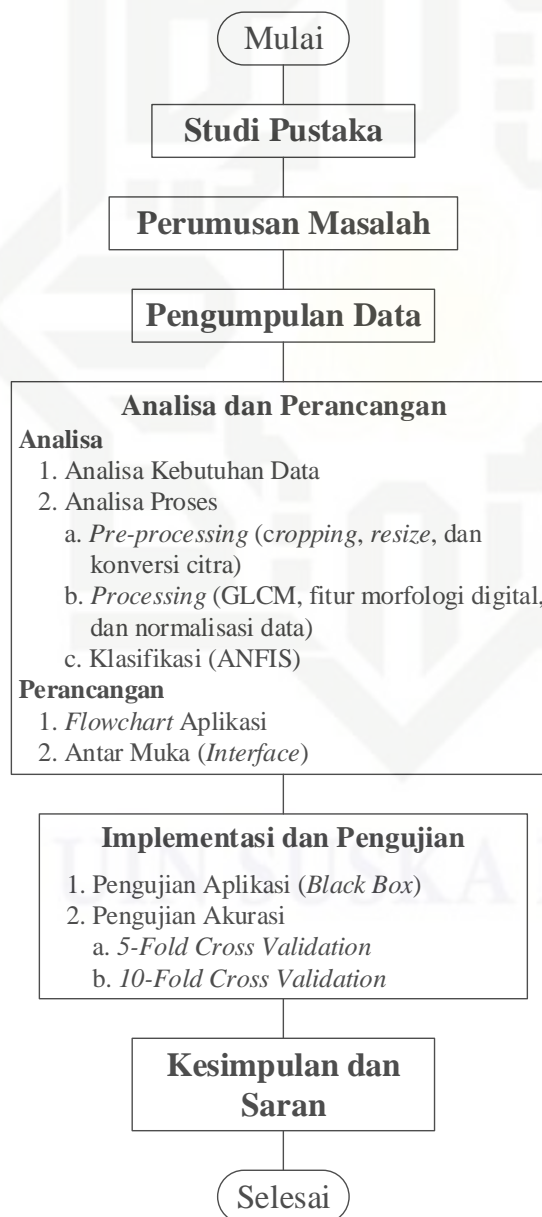 Mulai
Studi Pustaka
Perumusan Masalah
Pengumpulan Data
Analisa dan Perancangan
Analisa
1. Analisa Kebutuhan Data
2. Analisa Proses
a. Pre-processing (cropping, resize, dan
konversi citra)
b. Processing (GLCM, fitur morfologi digital,
dan normalisasi data)
c. Klasifikasi (ANFIS)
Perancangan
1. Flowchart Aplikasi
2. Antar Muka (Interface)
Implementasi dan Pengujian
UIN SUSKA
1. Pengujian Aplikasi (Black Box)
2. Pengujian Akurasi
a. 5-Fold Cross Validation
b. 10-Fold Cross Validation
Kesimpulan dan
Saran
Selesai